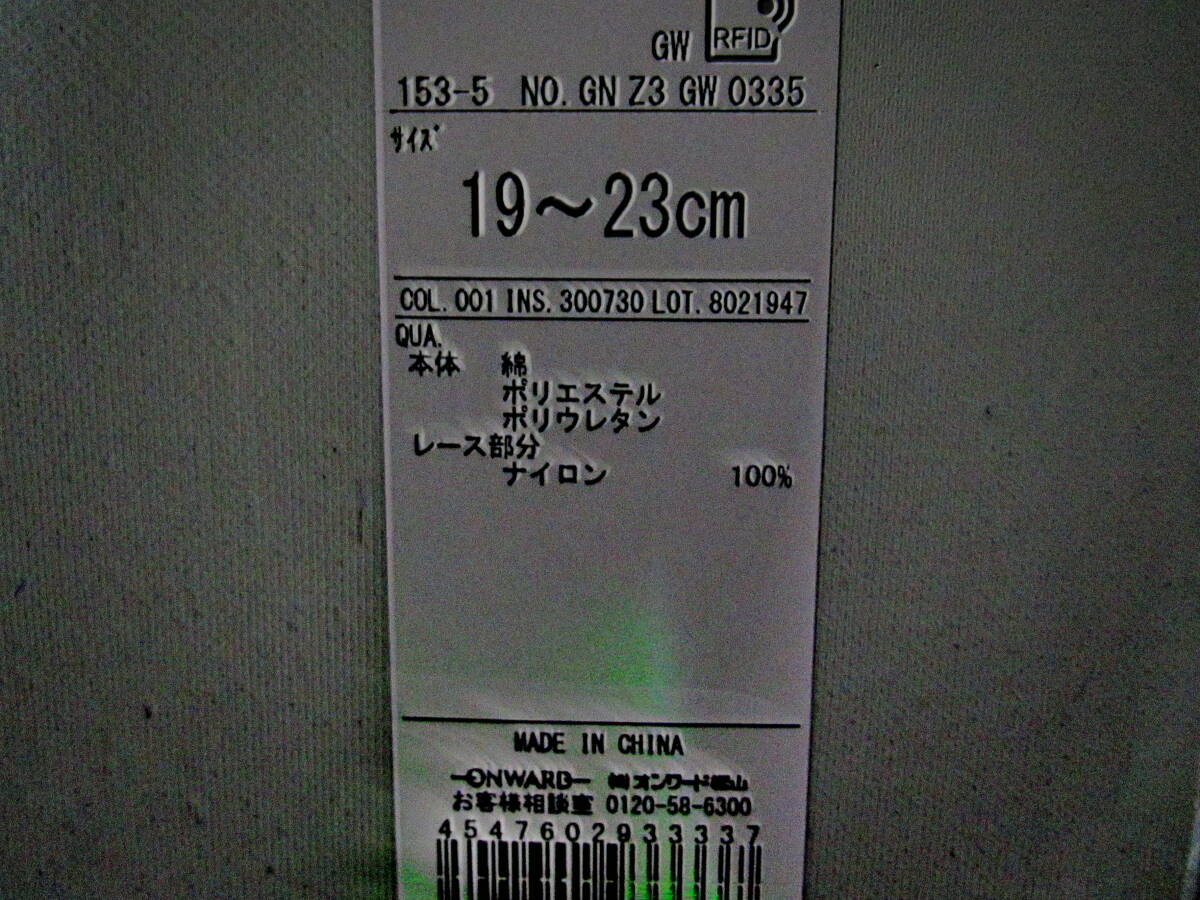 GW RFID
153-5 NO. GN Z3 GW 0335
ｻｲｽﾞ
19～23cm
COL. 001 INS. 300730 LOT. 8021947
QUA.
本体 綿
ポリエステル
ポリウレタン
レース部分
ナイロン 100%
MADE IN CHINA
ONWARD ㈱オンワード樫山
お客様相談室 0120-58-6300
4547602933337